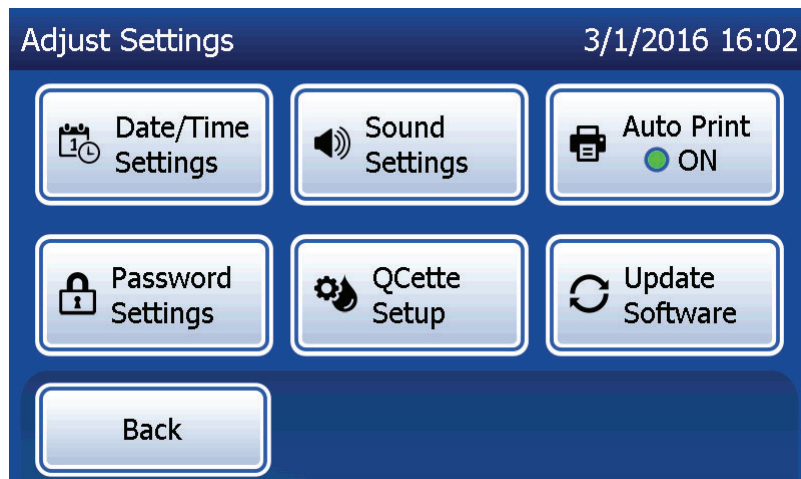 Adjust Settings 3/1/2016 16:02
Date/Time
Settings
Sound
Settings
Auto Print
ON
Password
Settings
QCette
Setup
Update
Software
Back